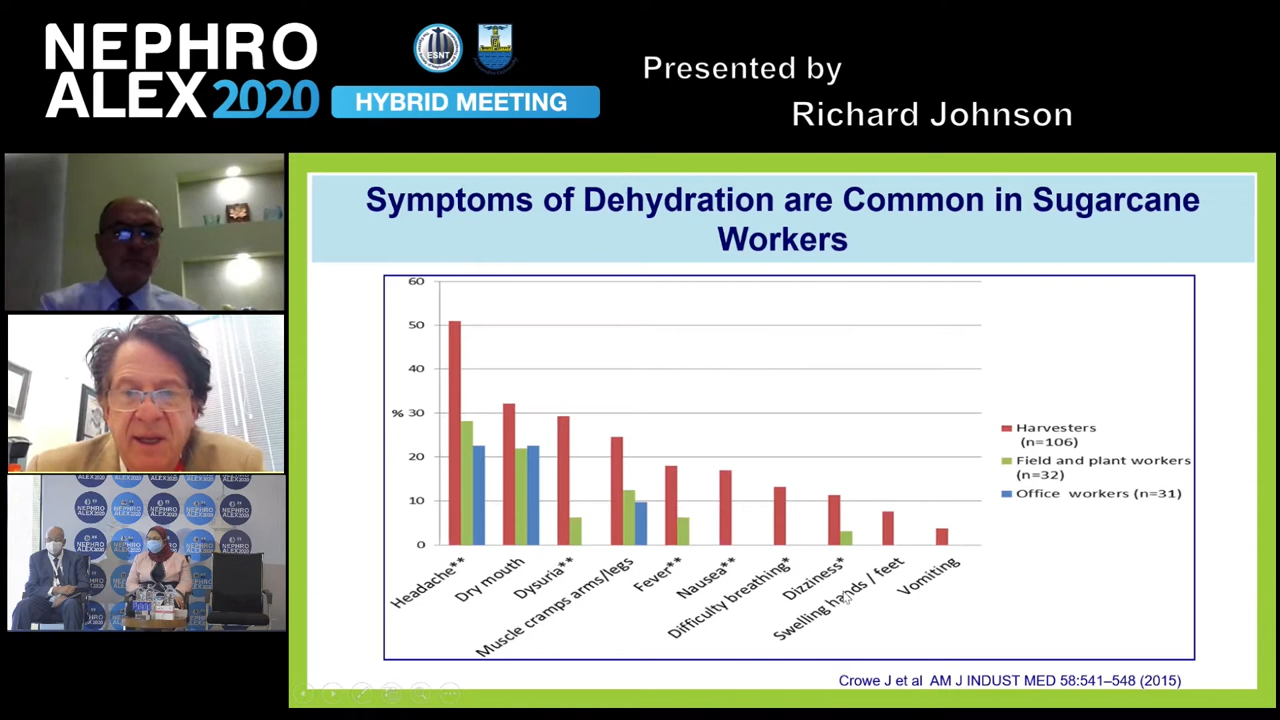 NEPHRO
ALEX2020
HYBRID MEETING
ESNT
Presented by
Richard Johnson
Symptoms of Dehydration are Common in Sugarcane
Workers
60
50
40
% 30
20
10
0
Headache**
Dry mouth
Dysuria**
Muscle cramps arms/legs
Fever**
Nausea**
Difficulty breathing*
Dizziness*
Swelling hands / feet
Vomiting
Harvesters
(n=106)
Field and plant workers
(n=32)
Office workers (n=31)
Crowe J et al AM J INDUST MED 58:541–548 (2015)